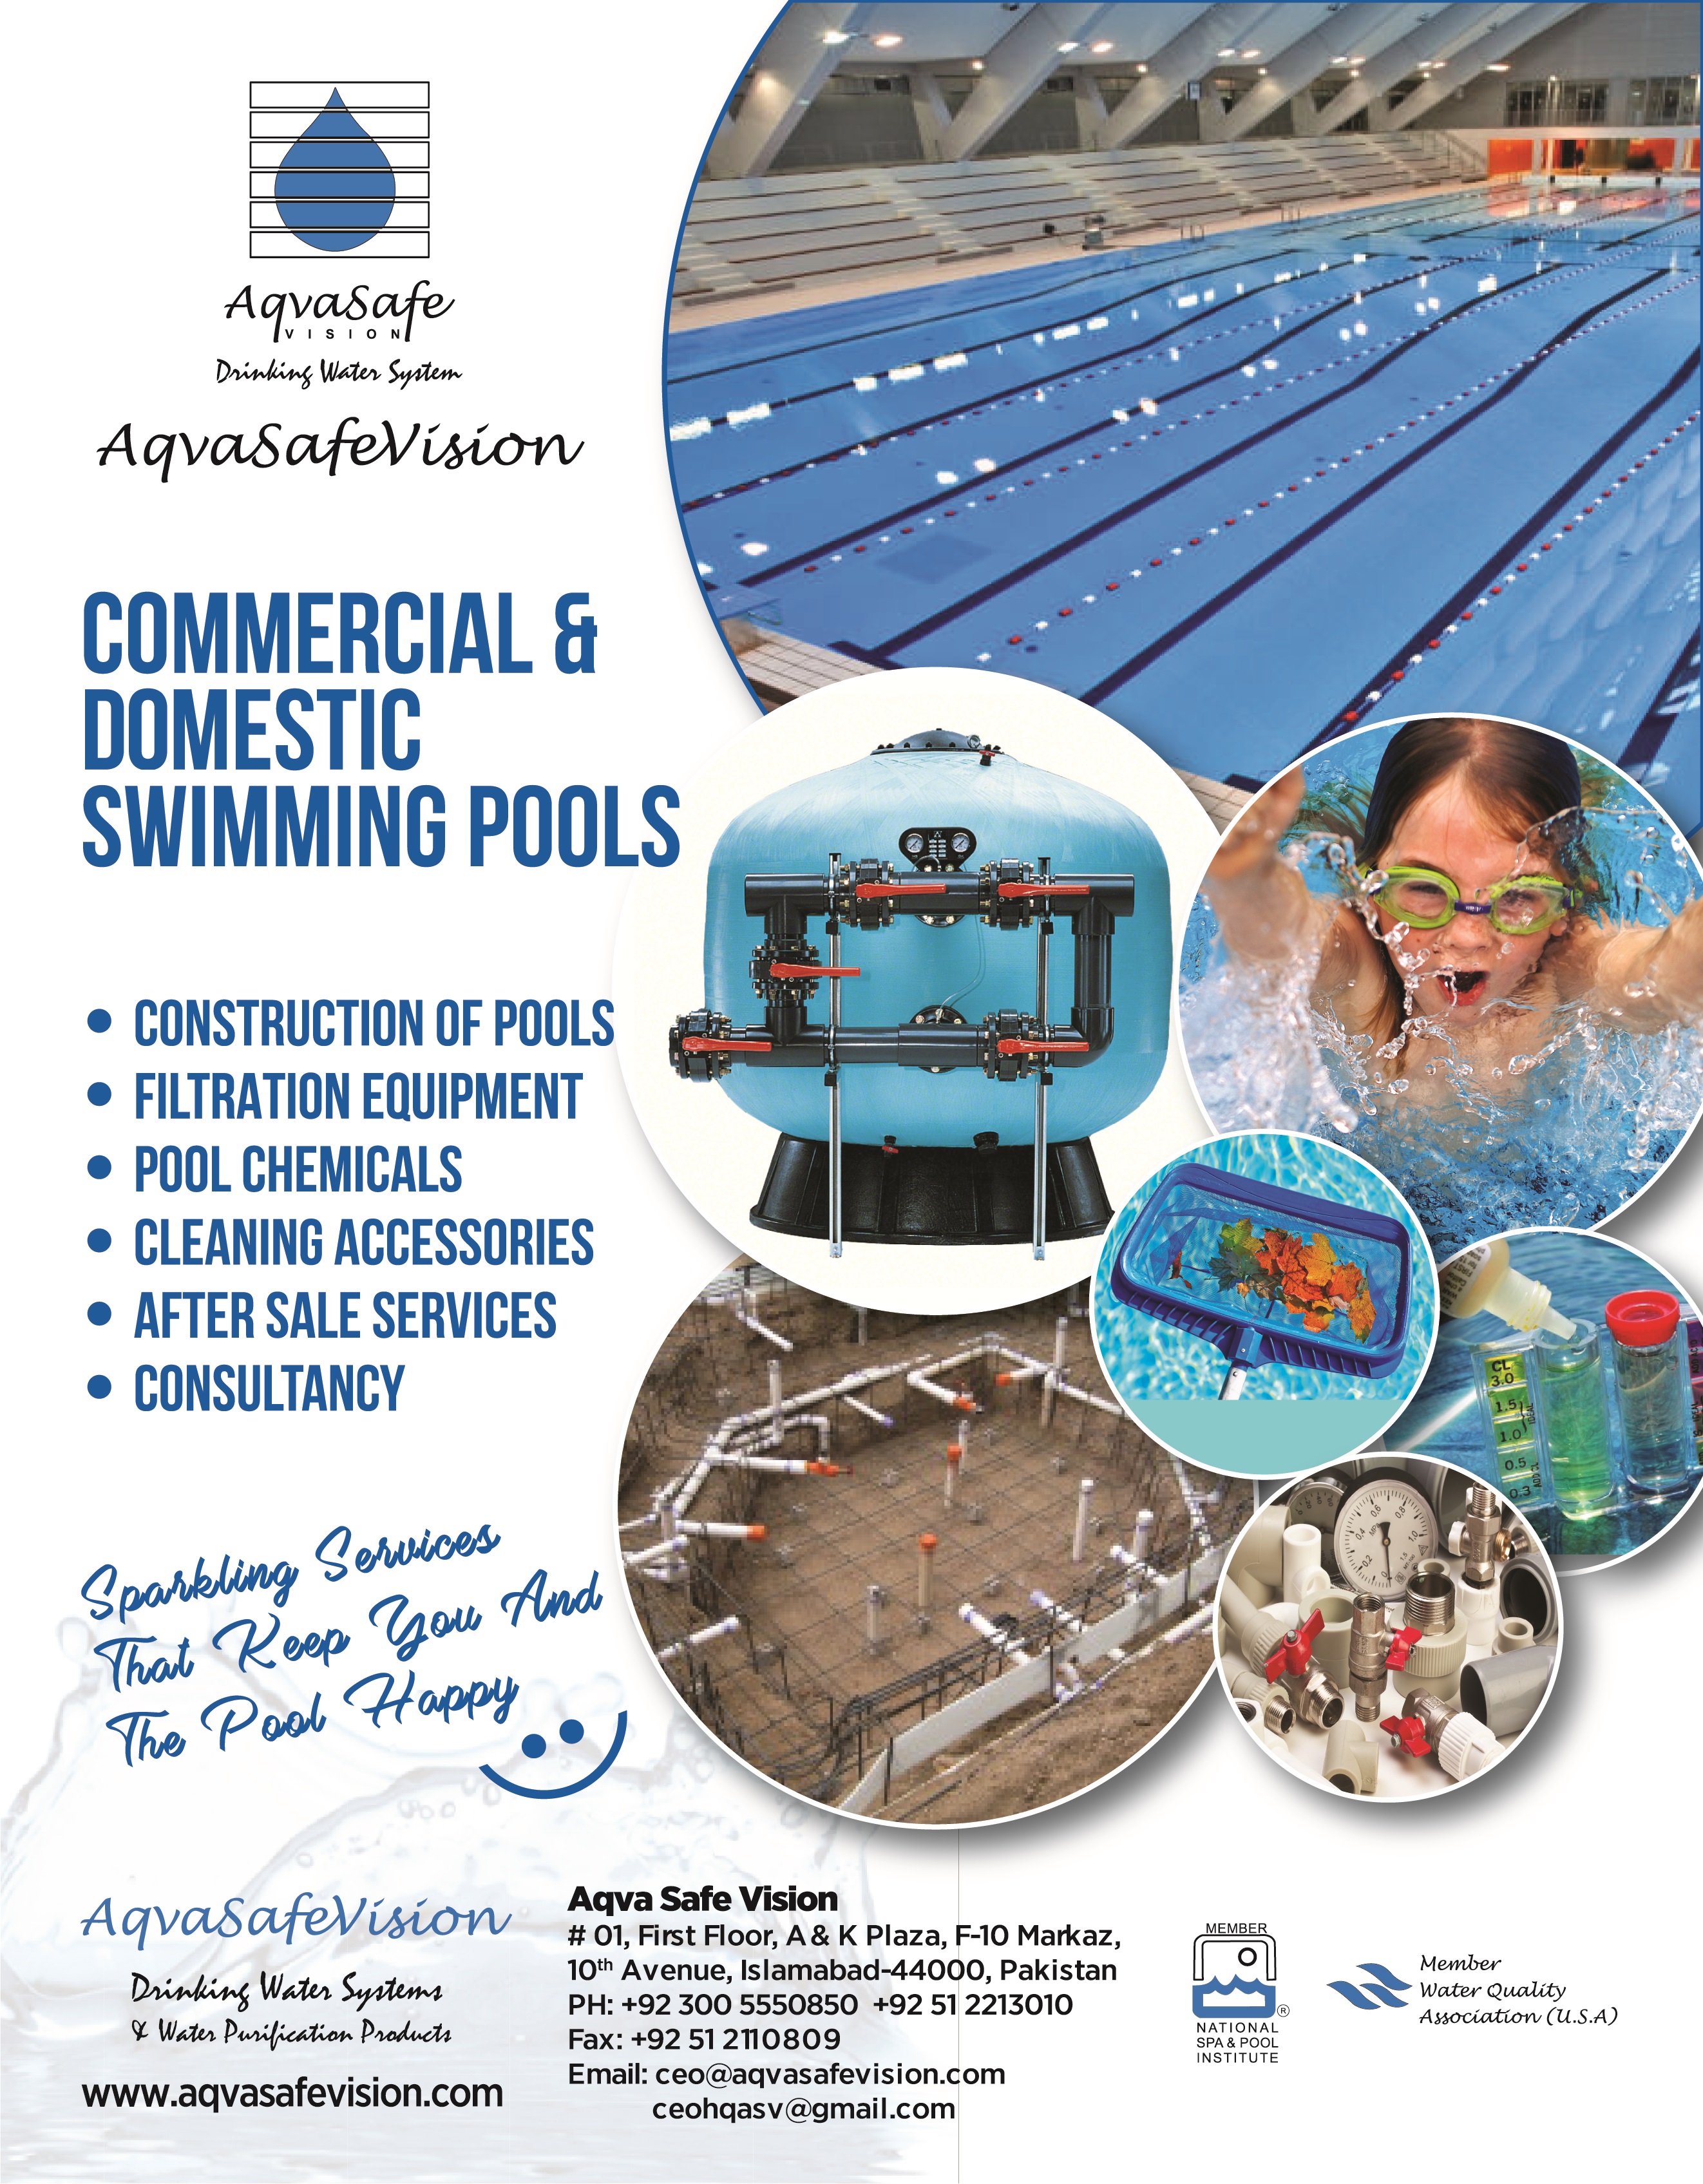 AqvaSafe
VISION
Drinking Water System
AqvaSafeVision
COMMERCIAL &
DOMESTIC
SWIMMING POOLS
• CONSTRUCTION OF POOLS
• FILTRATION EQUIPMENT
• POOL CHEMICALS
• CLEANING ACCESSORIES
• AFTER SALE SERVICES
• CONSULTANCY
CL
3.0
1.5
1.0
IDEAL
0.5
0.3
Sparkling Services
That Keep You And
The Pool Happy
AqvaSafeVision
Drinking Water Systems
& Water Purification Products
www.aqvasafevision.com
Aqva Safe Vision
# 01, First Floor, A & K Plaza, F-10 Markaz,
10th Avenue, Islamabad-44000, Pakistan
PH: +92 300 5550850 +92 51 2213010
Fax: +92 51 2110809
Email: ceo@aqvasafevision.com
ceohqasv@gmail.com
MEMBER
®
NATIONAL
SPA & POOL
INSTITUTE
Member
Water Quality
Association (U.S.A)